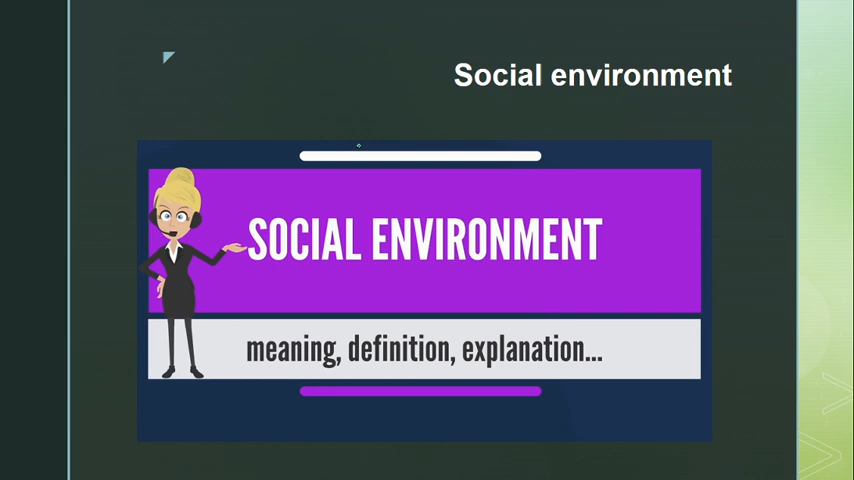 Social environment
SOCIAL ENVIRONMENT
meaning, definition, explanation...